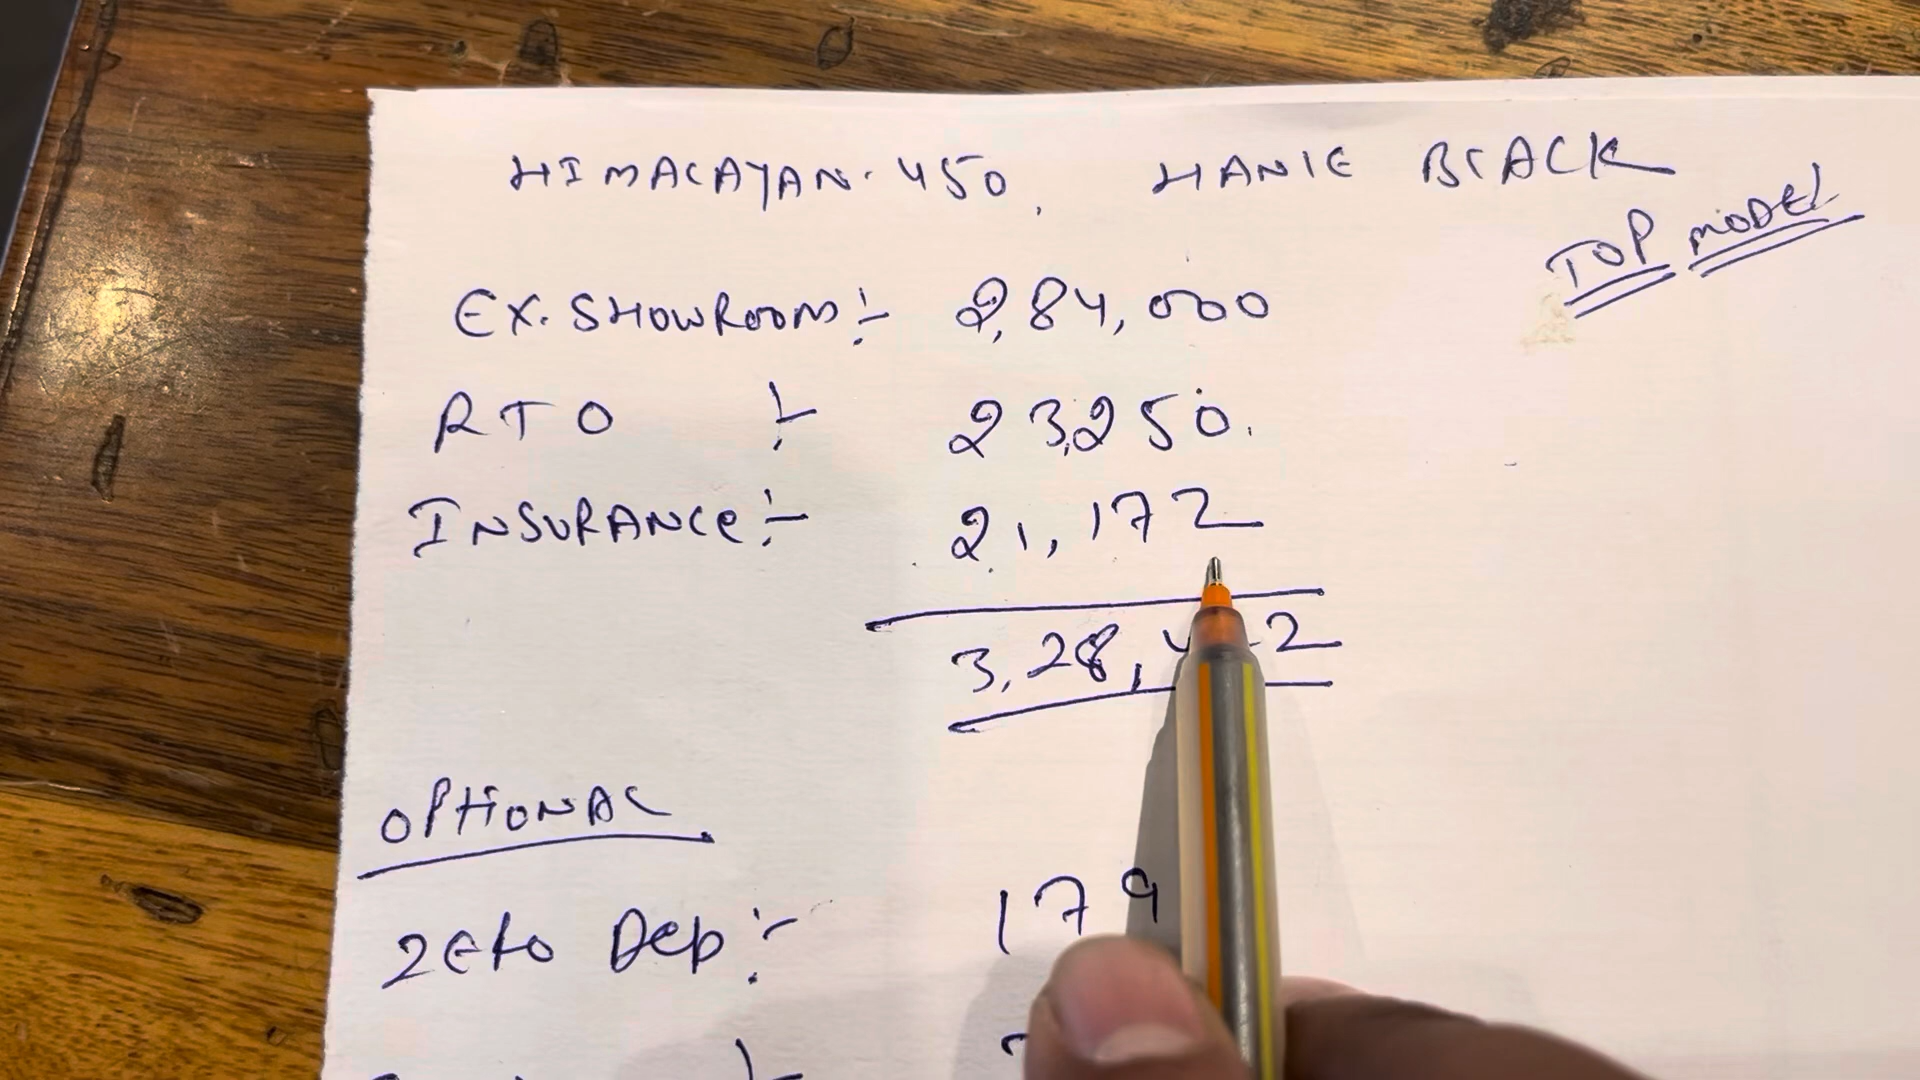 HIMALAYAN. 450, HANLE BLACK
TOP MODEL
EX. SHOWROOM :- 2,84,000
RTO :- 23,250.
INSURANCE :- 21,172
OPTIONAL
Zero Dep :-